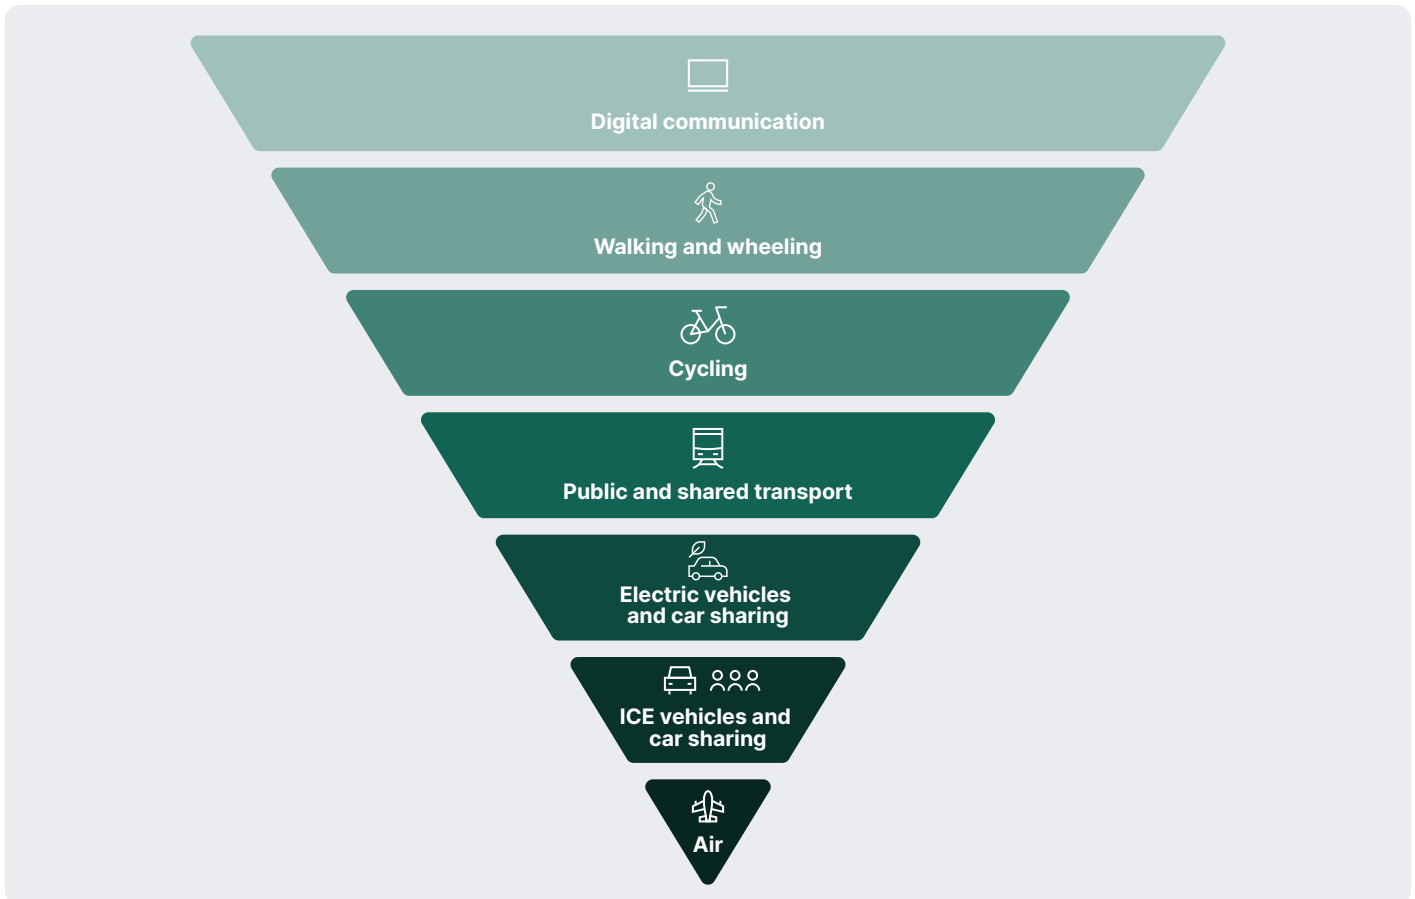 Digital communication
Walking and wheeling
Cycling
Public and shared transport
Electric vehicles
and car sharing
ICE vehicles and
car sharing
Air